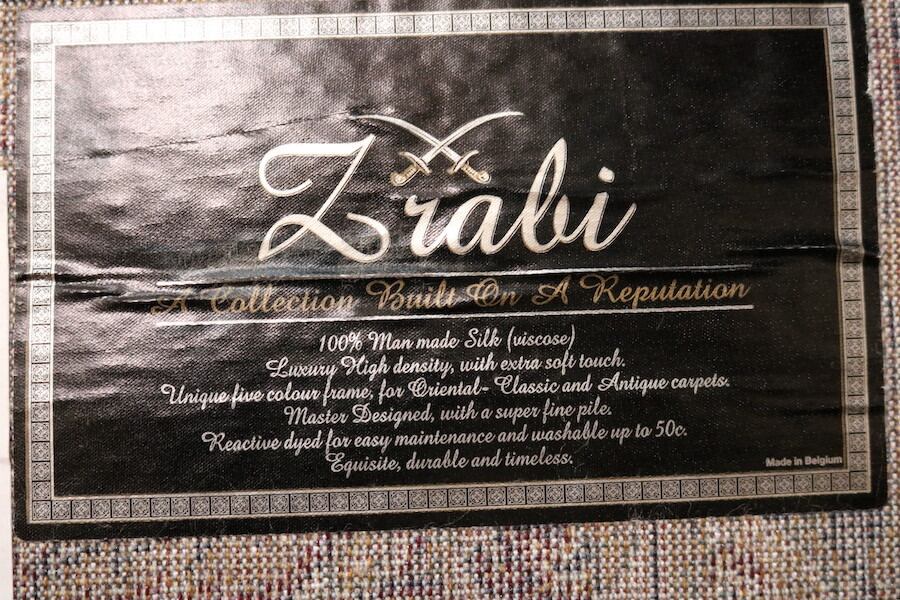 Zrabi
A Collection Built On A Reputation
100% Man made Silk (viscose)
Luxury High density, with extra soft touch.
Unique five colour frame, for Oriental- Classic and Antique carpets.
Master Designed, with a super fine pile.
Reactive dyed for easy maintenance and washable up to 50c.
Equisite, durable and timeless.
Made in Belgium